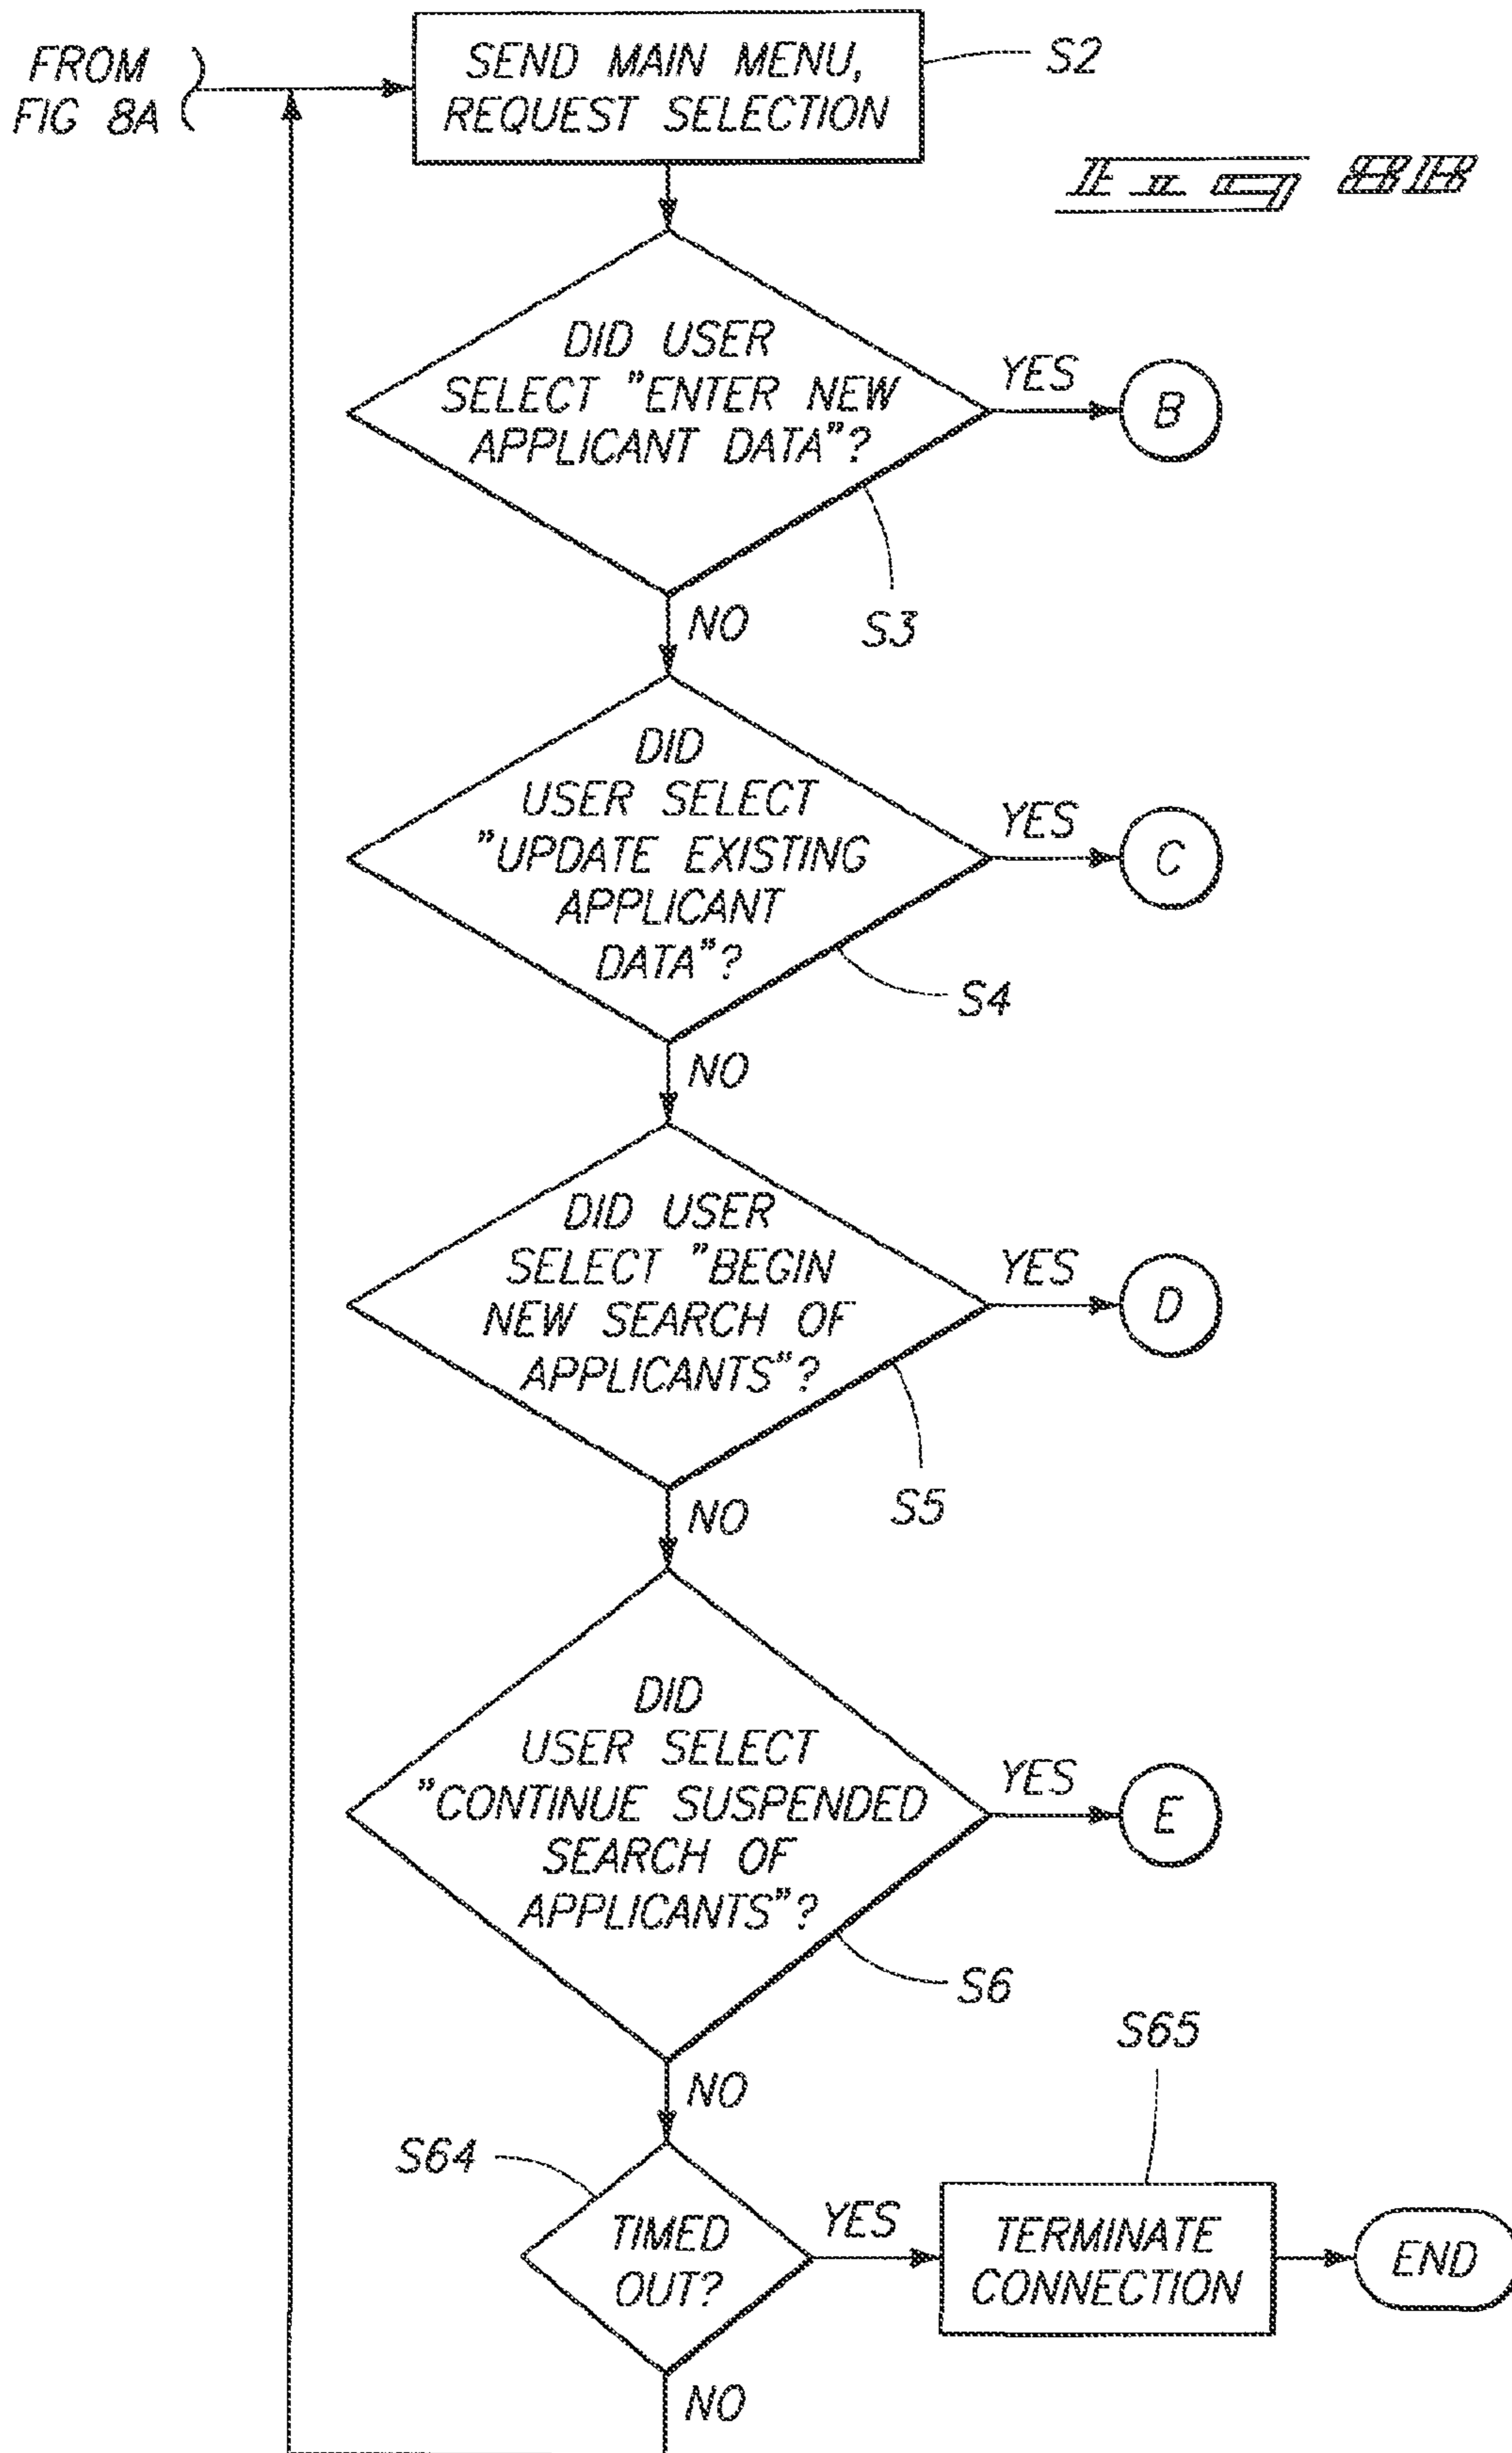 FROM
FIG 8A
SEND MAIN MENU,
REQUEST SELECTION
S2
Fig 8B
DID USER
SELECT "ENTER NEW
APPLICANT DATA"?
YES
B
S3
NO
DID
USER SELECT
"UPDATE EXISTING
APPLICANT
DATA"?
YES
C
S4
NO
DID USER
SELECT "BEGIN
NEW SEARCH OF
APPLICANTS"?
YES
D
S5
NO
DID
USER SELECT
"CONTINUE SUSPENDED
SEARCH OF
APPLICANTS"?
YES
E
S6
NO
S65
S64
TIMED
OUT?
YES
TERMINATE
CONNECTION
END
NO